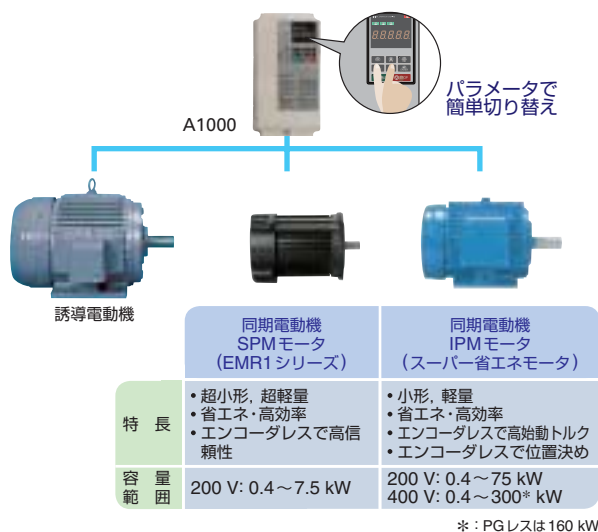 88888
パラメータで
簡単切り替え
A1000
誘導電動機
同期電動機
SPMモータ
（EMR1シリーズ）
同期電動機
IPMモータ
（スーパー省エネモータ）
特 長
• 超小形, 超軽量
• 省エネ・高効率
• エンコーダレスで高信
頼性
• 小形, 軽量
• 省エネ・高効率
• エンコーダレスで高始動トルク
• エンコーダレスで位置決め
容 量
範 囲
200 V: 0.4～7.5 kW
200 V: 0.4～75 kW
400 V: 0.4～300* kW
*：PGレスは160 kW